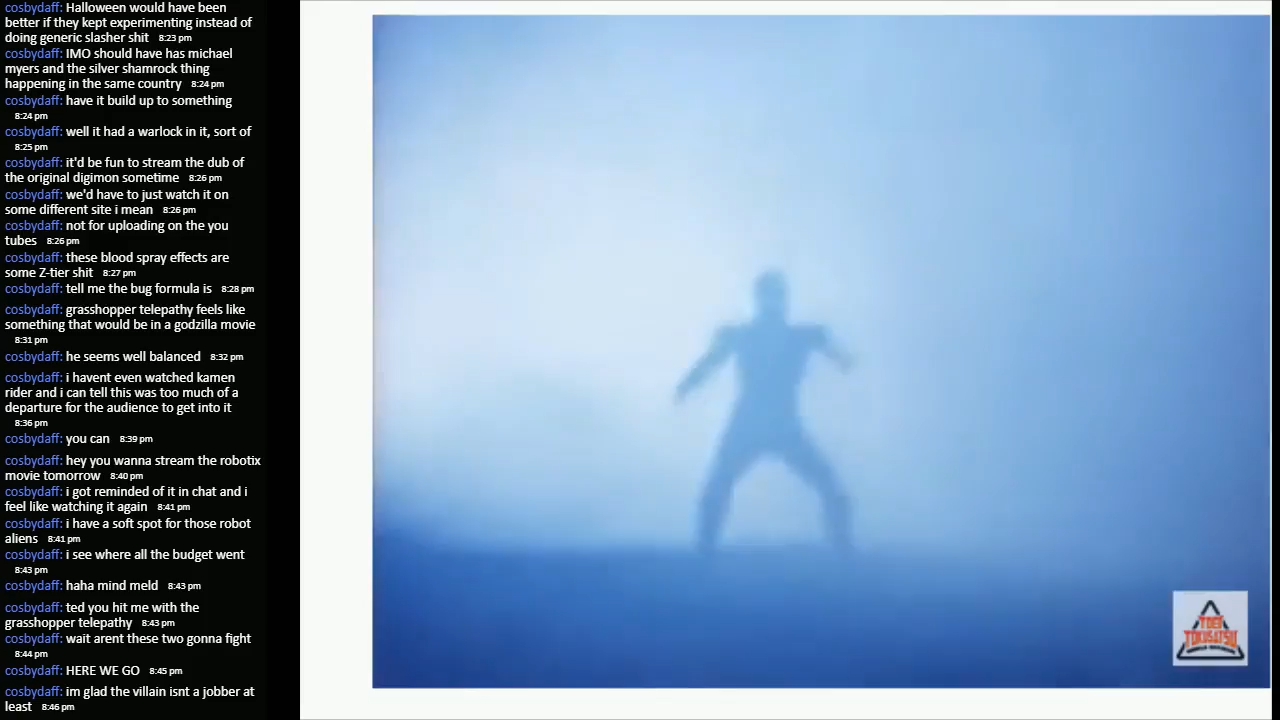 cosbydaff: Halloween would have been
better if they kept experimenting instead of
doing generic slasher shit 8:23 pm
cosbydaff: IMO should have has michael
myers and the silver shamrock thing
happening in the same country 8:24 pm
cosbydaff: have it build up to something
8:24 pm
cosbydaff: well it had a warlock in it, sort of
8:25 pm
cosbydaff: it'd be fun to stream the dub of
the original digimon sometime 8:26 pm
cosbydaff: we'd have to just watch it on
some different site i mean 8:26 pm
cosbydaff: not for uploading on the you
tubes 8:26 pm
cosbydaff: these blood spray effects are
some Z-tier shit 8:27 pm
cosbydaff: tell me the bug formula is 8:28 pm
cosbydaff: grasshopper telepathy feels like
something that would be in a godzilla movie
8:31 pm
cosbydaff: he seems well balanced 8:32 pm
cosbydaff: i havent even watched kamen
rider and i can tell this was too much of a
departure for the audience to get into it
8:36 pm
cosbydaff: you can 8:39 pm
cosbydaff: hey you wanna stream the robotix
movie tomorrow 8:40 pm
cosbydaff: i got reminded of it in chat and i
feel like watching it again 8:41 pm
cosbydaff: i have a soft spot for those robot
aliens 8:41 pm
cosbydaff: i see where all the budget went
8:43 pm
cosbydaff: haha mind meld 8:43 pm
cosbydaff: ted you hit me with the
grasshopper telepathy 8:43 pm
cosbydaff: wait arent these two gonna fight
8:44 pm
cosbydaff: HERE WE GO 8:45 pm
cosbydaff: im glad the villain isnt a jobber at
least 8:46 pm
TOEI
TOKUSATSU